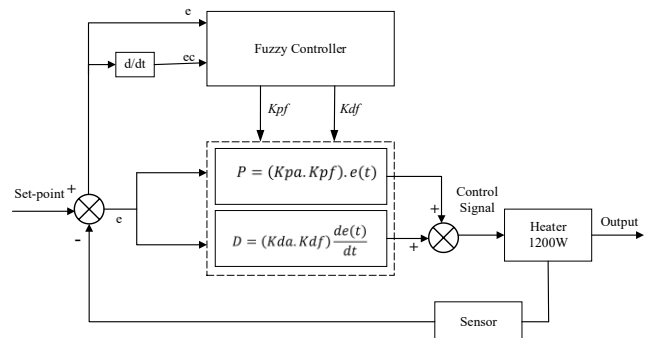 e
Fuzzy Controller
d/dt
ec
Kpf
Kdf
P = (Kpa.Kpf).e(t)
Set-point
+
e
-
D = (Kda.Kdf) de(t)/dt
+
+
Control
Signal
Heater
1200W
Output
Sensor